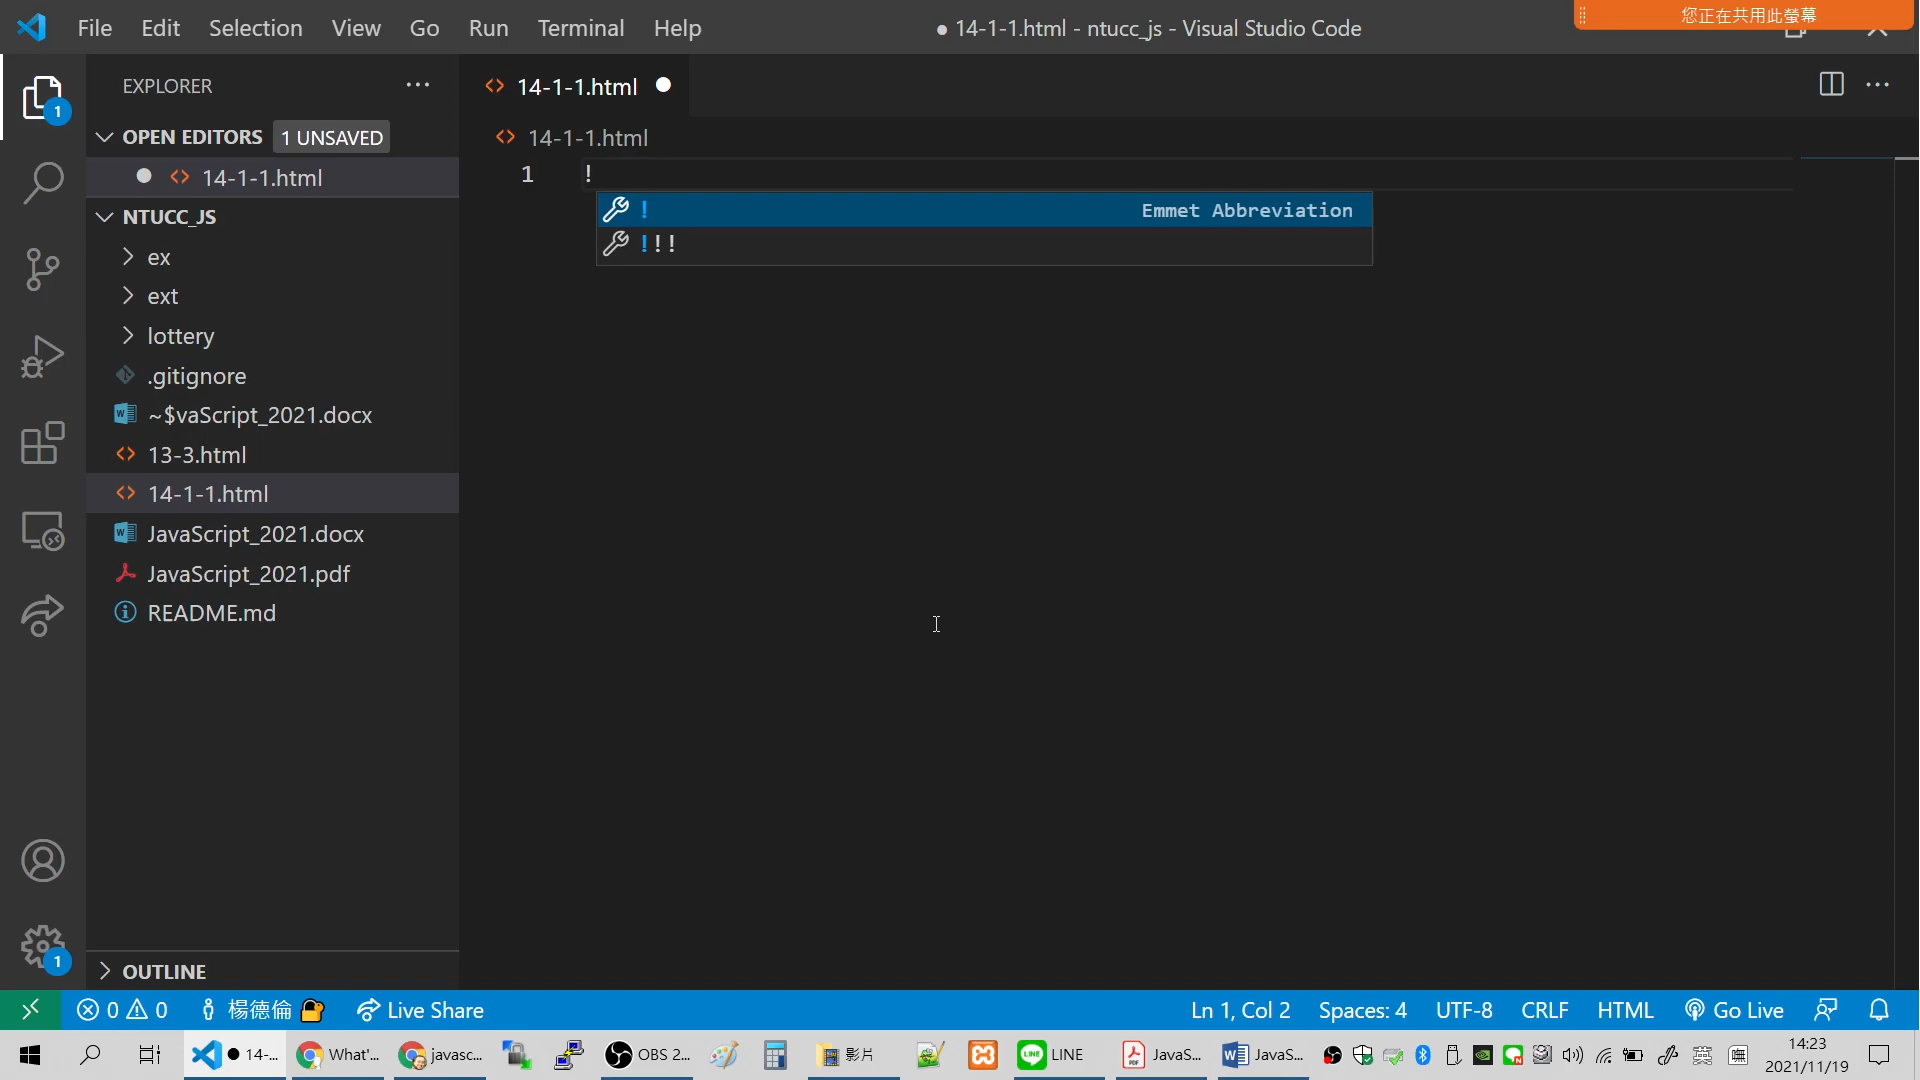 File Edit Selection View Go Run Terminal Help
● 14-1-1.html - ntucc_js - Visual Studio Code
您正在共用此螢幕
EXPLORER
OPEN EDITORS 1 UNSAVED
14-1-1.html
NTUCC_JS
ex
ext
lottery
.gitignore
~$vaScript_2021.docx
13-3.html
14-1-1.html
JavaScript_2021.docx
JavaScript_2021.pdf
README.md
OUTLINE
1
1
14-1-1.html
14-1-1.html
1 !
! Emmet Abbreviation
!!!
0 0 楊德倫 Live Share
Ln 1, Col 2 Spaces: 4 UTF-8 CRLF HTML Go Live
● 14-... What'... javasc... OBS 2... 影片 LINE JavaS... JavaS...
英
14:23
2021/11/19